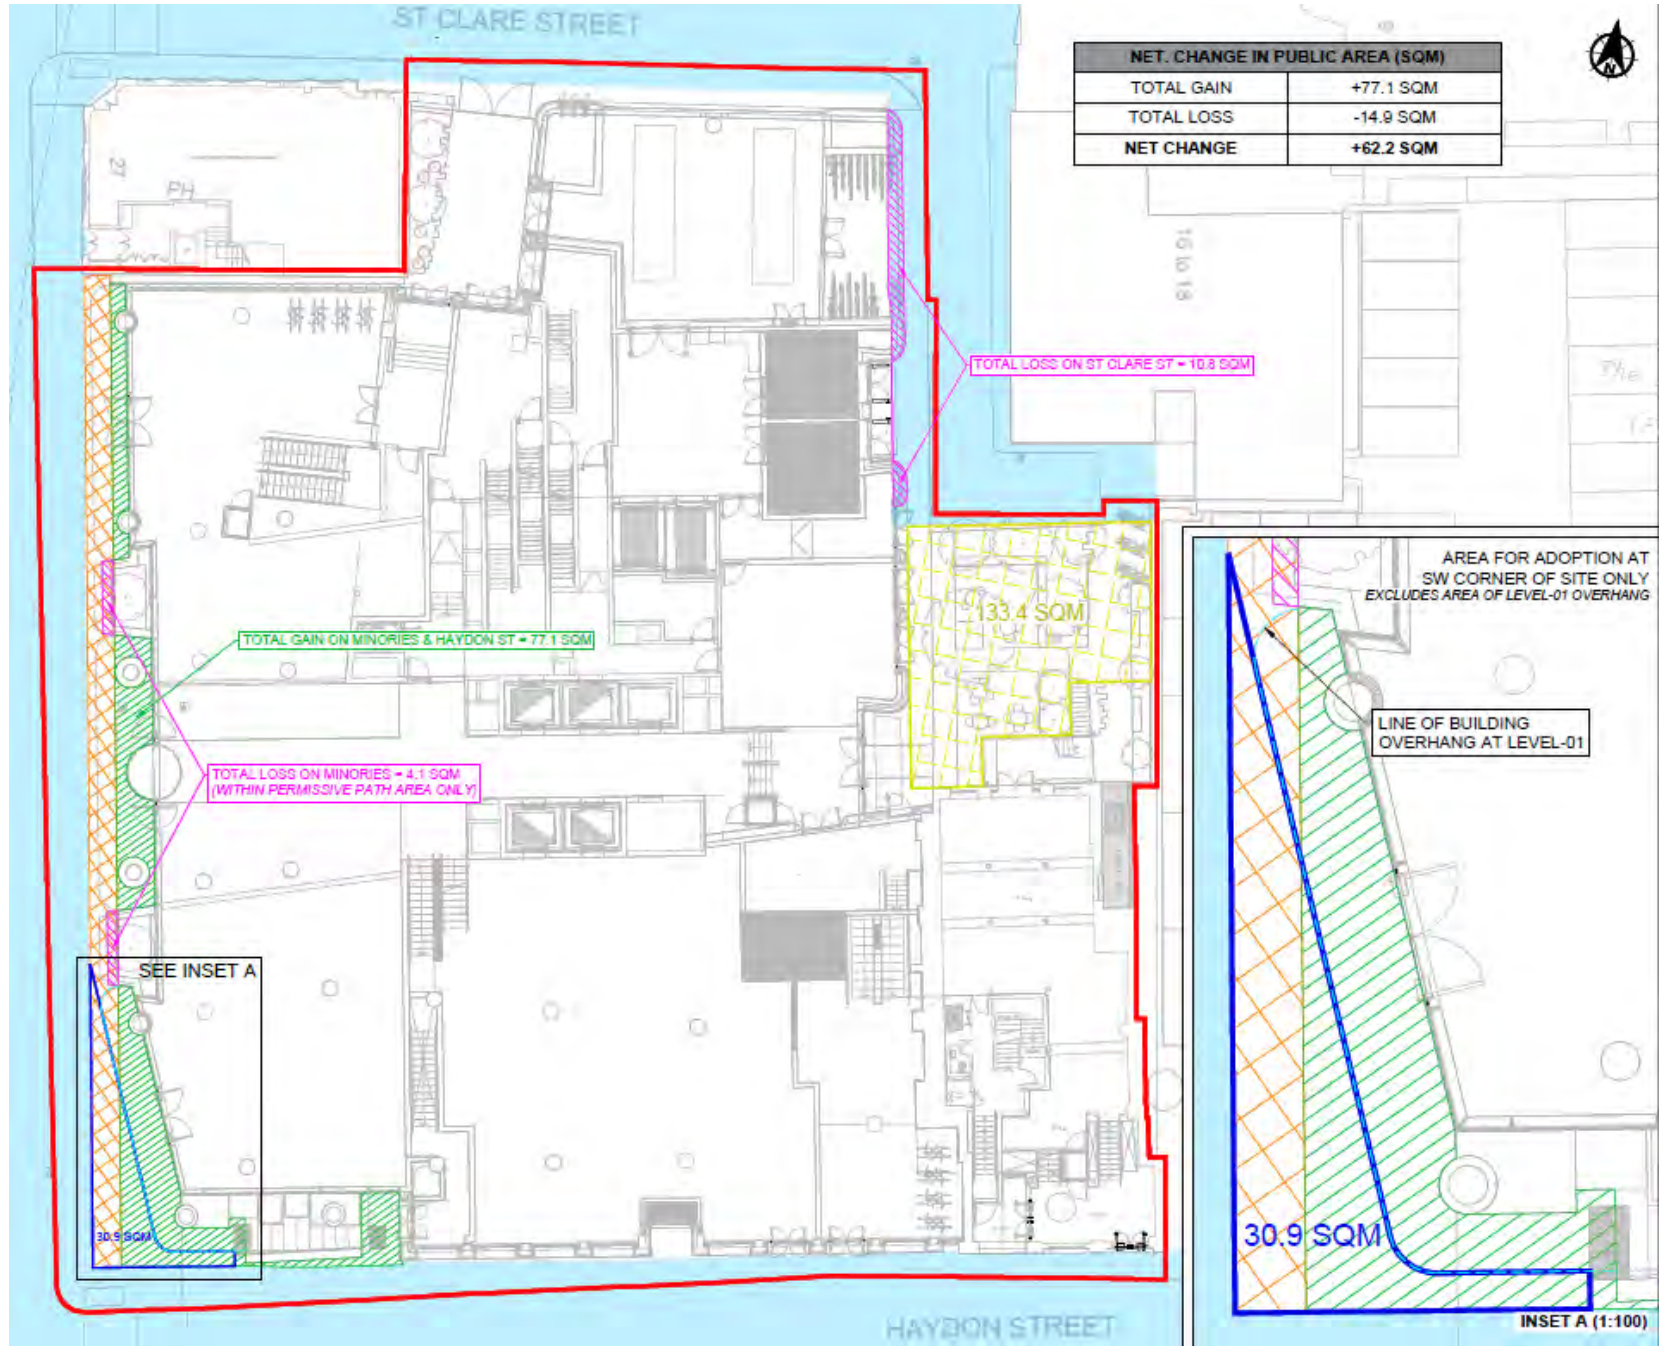 ST CLARE STREET
NET. CHANGE IN PUBLIC AREA (SQM)
TOTAL GAIN +77.1 SQM
TOTAL LOSS -14.9 SQM
NET CHANGE +62.2 SQM
N
27
PH
16 to 18
TOTAL LOSS ON ST CLARE ST = 10.8 SQM
133.4 SQM
TOTAL GAIN ON MINORIES & HAYDON ST = 77.1 SQM
TOTAL LOSS ON MINORIES = 4.1 SQM
(WITHIN PERMISSIVE PATH AREA ONLY)
SEE INSET A
30.9 SQM
HAYDON STREET
AREA FOR ADOPTION AT
SW CORNER OF SITE ONLY
EXCLUDES AREA OF LEVEL-01 OVERHANG
LINE OF BUILDING
OVERHANG AT LEVEL-01
30.9 SQM
INSET A (1:100)